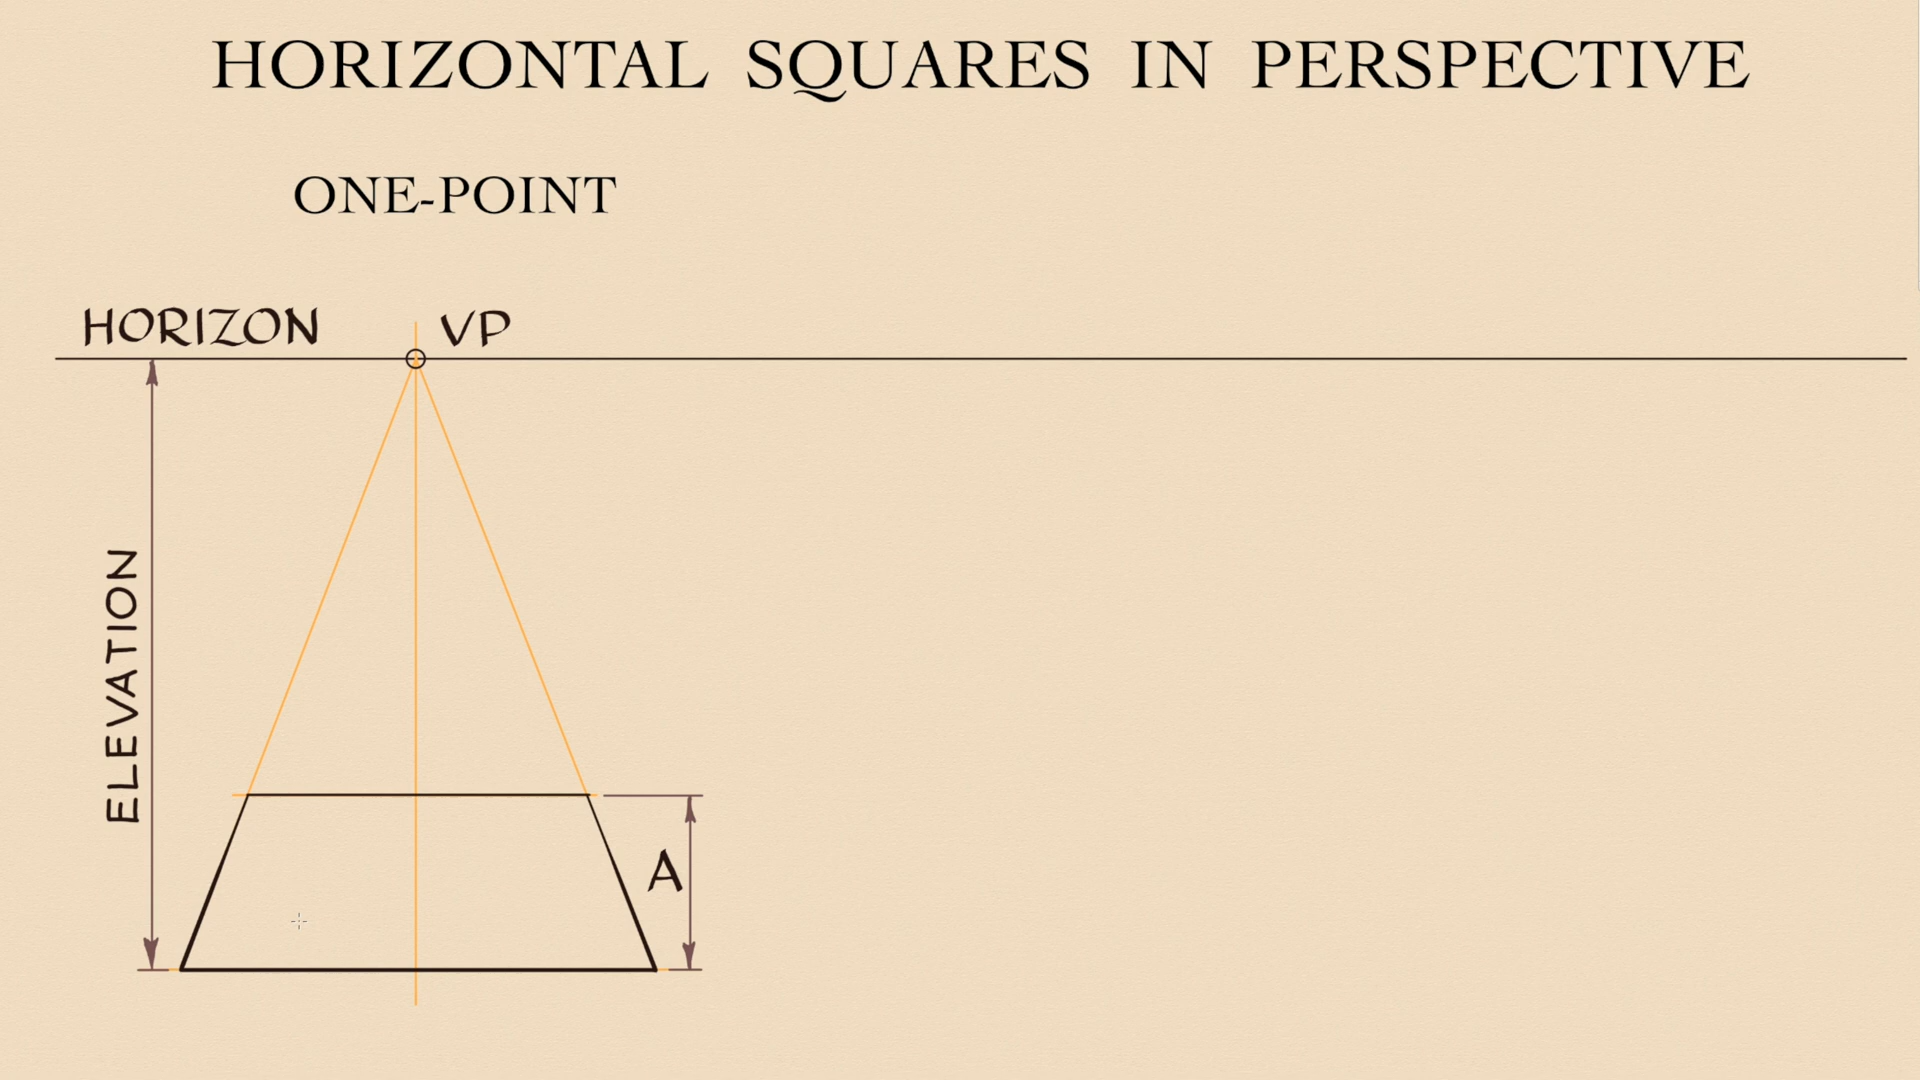 HORIZONTAL SQUARES IN PERSPECTIVE
ONE-POINT
HORIZON
VP
ELEVATION
A